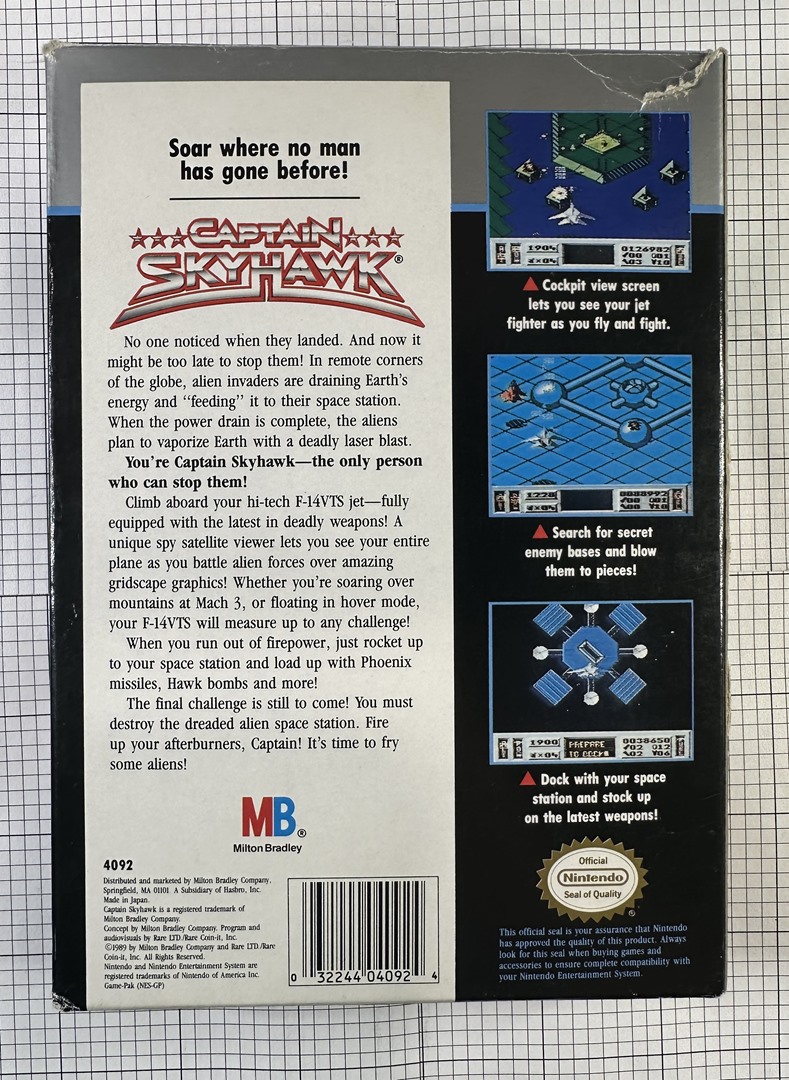 Soar where no man
has gone before!
CAPTAIN
SKYHAWK®
No one noticed when they landed. And now it
might be too late to stop them! In remote corners
of the globe, alien invaders are draining Earth's
energy and “feeding” it to their space station.
When the power drain is complete, the aliens
plan to vaporize Earth with a deadly laser blast.
You're Captain Skyhawk—the only person
who can stop them!
Climb aboard your hi-tech F-14VTS jet—fully
equipped with the latest in deadly weapons! A
unique spy satellite viewer lets you see your entire
plane as you battle alien forces over amazing
gridscape graphics! Whether you're soaring over
mountains at Mach 3, or floating in hover mode,
your F-14VTS will measure up to any challenge!
When you run out of firepower, just rocket up
to your space station and load up with Phoenix
missiles, Hawk bombs and more!
The final challenge is still to come! You must
destroy the dreaded alien space station. Fire
up your afterburners, Captain! It's time to fry
some aliens!
MB®
Milton Bradley
4092
Distributed and marketed by Milton Bradley Company,
Springfield, MA 01101. A Subsidiary of Hasbro, Inc.
Made in Japan.
Captain Skyhawk is a registered trademark of
Milton Bradley Company.
Concept by Milton Bradley Company. Program and
audiovisuals by Rare LTD./Rare Coin-it, Inc.
©1989 by Milton Bradley Company and Rare LTD./Rare
Coin-it, Inc. All Rights Reserved.
Nintendo and Nintendo Entertainment System are
registered trademarks of Nintendo of America Inc.
Game-Pak (NES-GP)
0 32244 04092 4
1904 0126982
×04
Cockpit view screen
lets you see your jet
fighter as you fly and fight.
1228 0088992
×04
Search for secret
enemy bases and blow
them to pieces!
1900 PREPARE 0038650
×04 TO DOCK
Dock with your space
station and stock up
on the latest weapons!
Official
Nintendo
Seal of Quality
®
This official seal is your assurance that Nintendo
has approved the quality of this product. Always
look for this seal when buying games and
accessories to ensure complete compatibility with
your Nintendo Entertainment System.